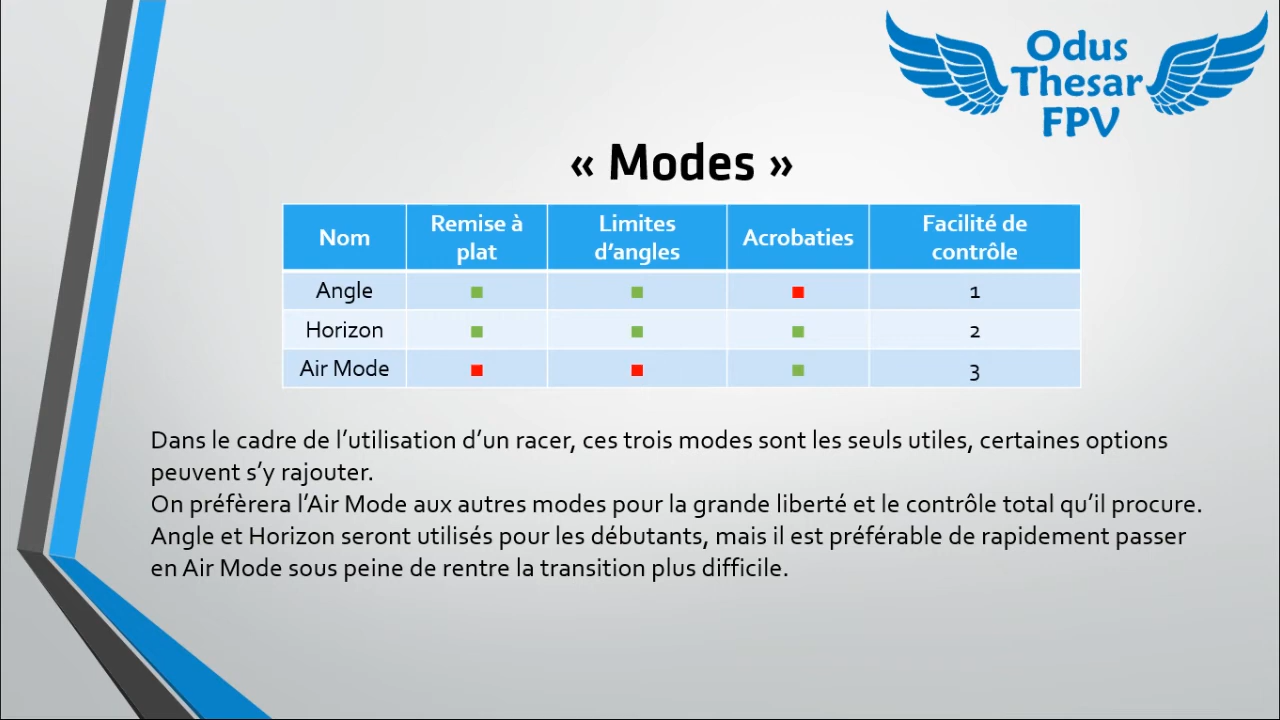 Odus
Thesar
FPV
« Modes »
Nom Remise à plat Limites d’angles Acrobaties Facilité de contrôle
Angle 1
Horizon 2
Air Mode 3
Dans le cadre de l’utilisation d’un racer, ces trois modes sont les seuls utiles, certaines options
peuvent s’y rajouter.
On préfèrera l’Air Mode aux autres modes pour la grande liberté et le contrôle total qu’il procure.
Angle et Horizon seront utilisés pour les débutants, mais il est préférable de rapidement passer
en Air Mode sous peine de rentre la transition plus difficile.